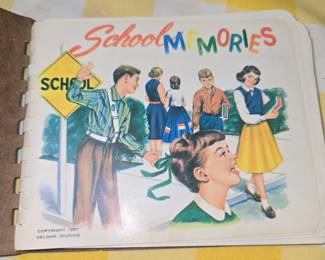 School MEMORIES
SCHOOL
COPYRIGHT 1957
DELMAR STUDIOS